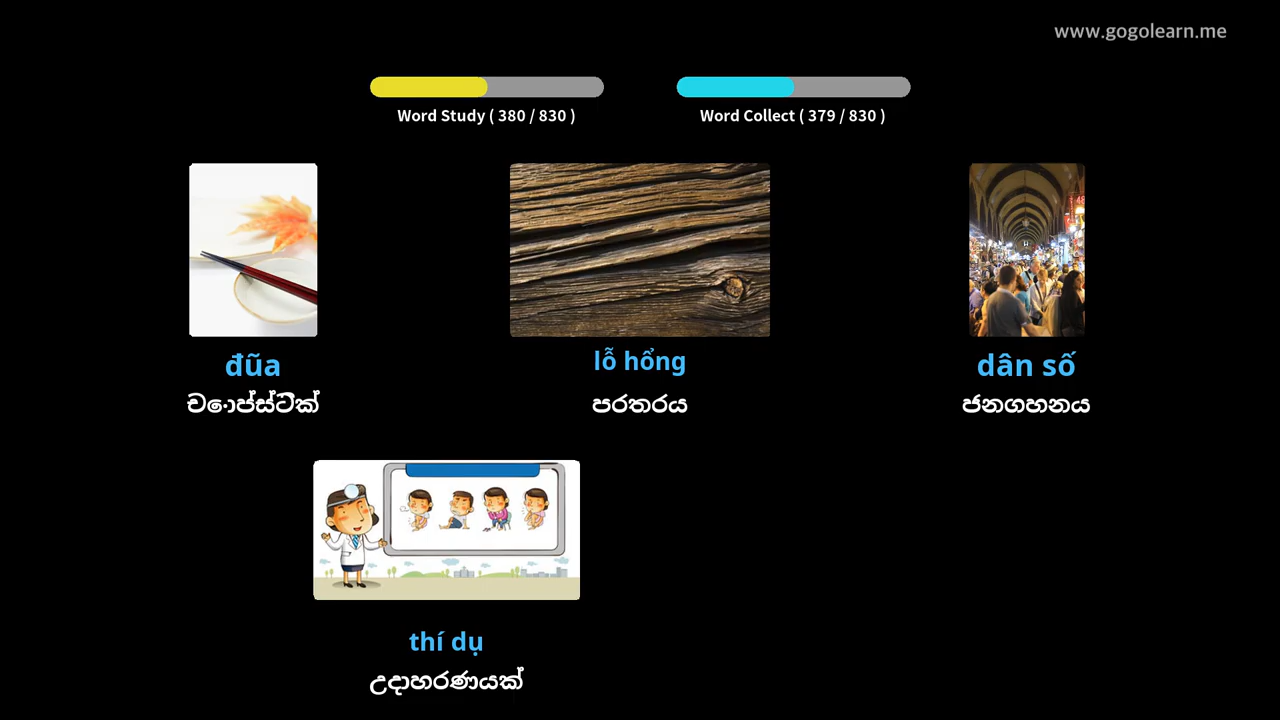 www.gogolearn.me
Word Study ( 380 / 830 )
Word Collect ( 379 / 830 )
đũa
චොප්ස්ටික්
lỗ hổng
පරතරය
dân số
ජනගහනය
thí dụ
උදාහරණයක්